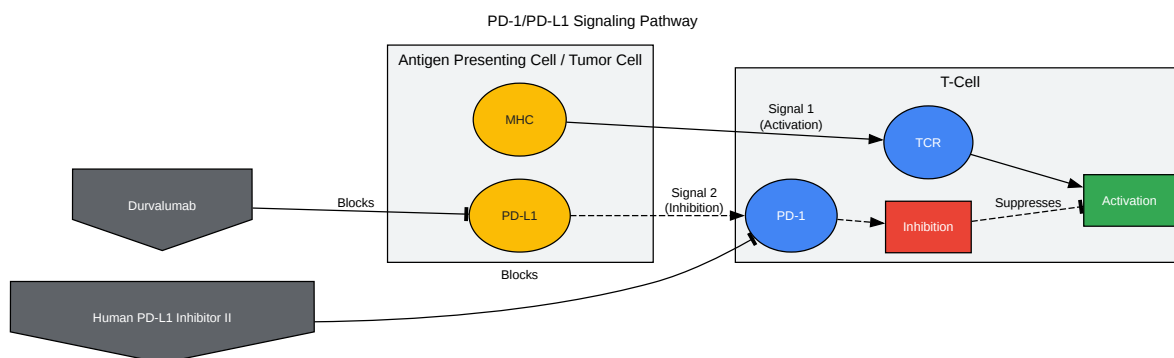 PD-1/PD-L1 Signaling Pathway
Antigen Presenting Cell / Tumor Cell
T-Cell
MHC
Signal 1
(Activation)
TCR
Durvalumab
Blocks
PD-L1
Signal 2
(Inhibition)
PD-1
Inhibition
Suppresses
Activation
Blocks
Human PD-L1 Inhibitor II